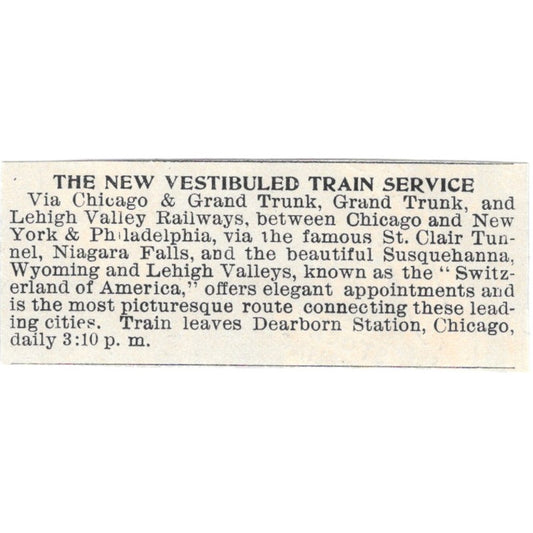 THE NEW VESTIBULED TRAIN SERVICE
Via Chicago & Grand Trunk, Grand Trunk, and
Lehigh Valley Railways, between Chicago and New
York & Philadelphia, via the famous St. Clair Tun-
nel, Niagara Falls, and the beautiful Susquehanna,
Wyoming and Lehigh Valleys, known as the “Switz-
erland of America,” offers elegant appointments and
is the most picturesque route connecting these lead-
ing cities. Train leaves Dearborn Station, Chicago,
daily 3:10 p. m.